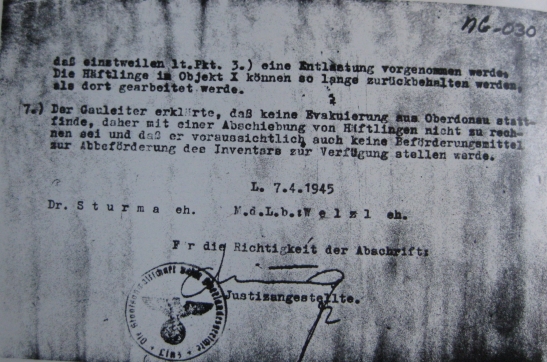 NG-030
daß einstweilen lt.Pkt. 3.) eine Entlastung vorgenommen werde.
Die Häftlinge im Objekt X können so lange zurückbehalten werden,
als dort gearbeitet werde.
7.) Der Gauleiter erklärte, daß keine Evakuierung aus Oberdonau statt-
finde, daher mit einer Abschiebung von Häftlingen nicht zu rech-
nen sei und daß er voraussichtlich auch keine Beförderungsmittel
zur Abbeförderung des Inventars zur Verfügung stellen werde.
L. 7.4.1945
Dr. S t u r m a eh. N.d.L.b.: W e l z l eh.
Für die Richtigkeit der Abschrift:
Justizangestellte.